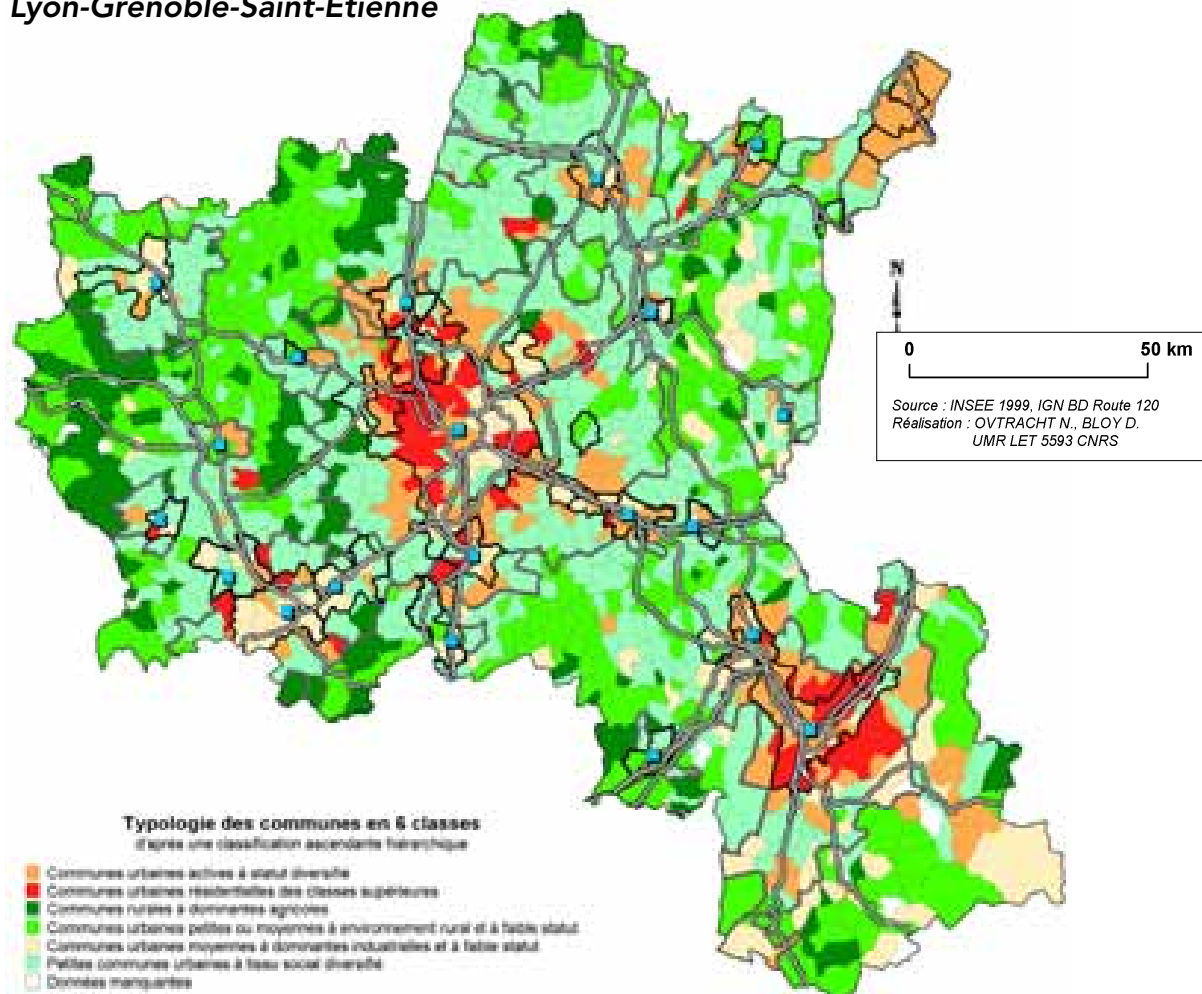 Lyon-Grenoble-Saint-Etienne
N
0 50 km
Source : INSEE 1999, IGN BD Route 120
Réalisation : OVTRACHT N., BLOY D.
UMR LET 5593 CNRS
Typologie des communes en 6 classes
d'après une classification ascendante hiérarchique
Communes urbaines actives à statut diversifié
Communes urbaines résidentielles des classes supérieures
Communes rurales à dominantes agricoles
Communes urbaines petites ou moyennes à environnement rural et à faible statut
Communes urbaines moyennes à dominantes industrielles et à faible statut
Petites communes urbaines à tissu social diversifié
Données manquantes